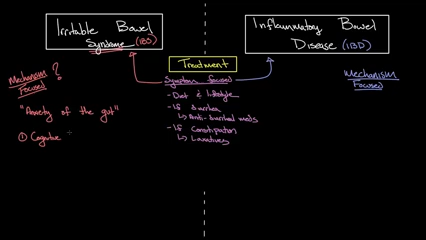 Irritable Bowel
Syndrome (IBS)
Inflammatory Bowel
Disease (IBD)
Treatment
Symptom focused
- Diet & lifestyle
- If diarrhea
↳ Anti-diarrheal meds
- If Constipation
↳ Laxatives
Mechanism ?
Focused
"Anxiety of the gut"
① Cognitive
Mechanism
Focused